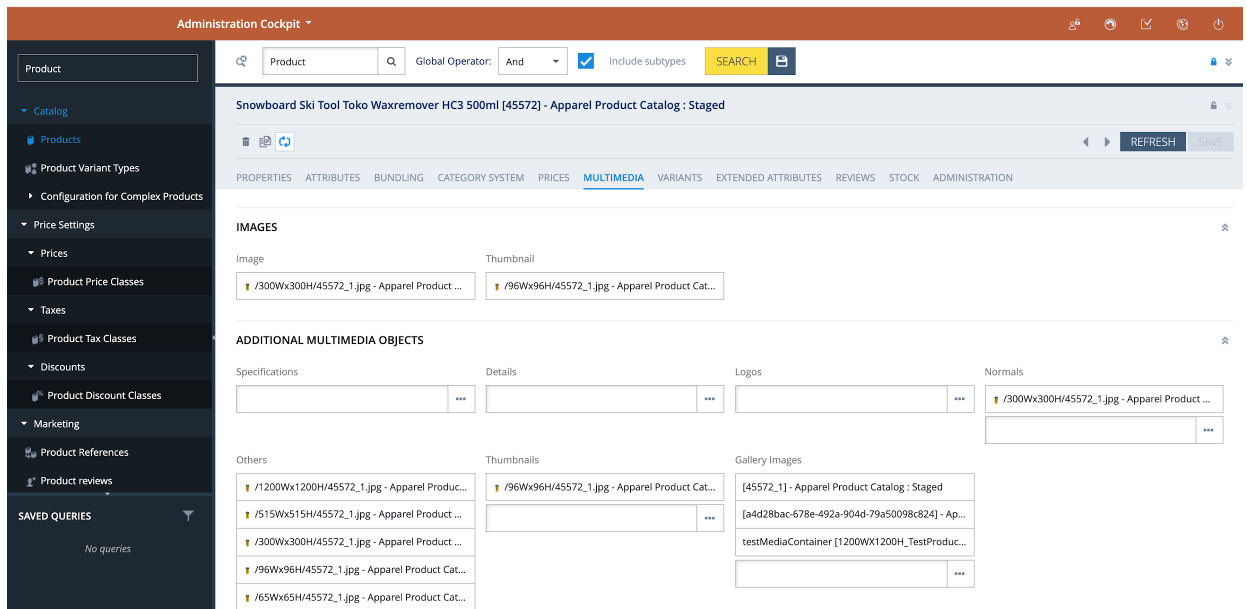 Administration Cockpit
Product
Product
Global Operator:
And
Include subtypes
SEARCH
Catalog
Products
Product Variant Types
Configuration for Complex Products
Price Settings
Prices
Product Price Classes
Taxes
Product Tax Classes
Discounts
Product Discount Classes
Marketing
Product References
Product reviews
SAVED QUERIES
No queries
Snowboard Ski Tool Toko Waxremover HC3 500ml [45572] - Apparel Product Catalog : Staged
REFRESH
SAVE
PROPERTIES ATTRIBUTES BUNDLING CATEGORY SYSTEM PRICES MULTIMEDIA VARIANTS EXTENDED ATTRIBUTES REVIEWS STOCK ADMINISTRATION
IMAGES
Image
/300Wx300H/45572_1.jpg - Apparel Product ...
Thumbnail
/96Wx96H/45572_1.jpg - Apparel Product Cat...
ADDITIONAL MULTIMEDIA OBJECTS
Specifications
...
Details
...
Logos
...
Normals
/300Wx300H/45572_1.jpg - Apparel Product ...
...
Others
/1200Wx1200H/45572_1.jpg - Apparel Produc...
/515Wx515H/45572_1.jpg - Apparel Product ...
/300Wx300H/45572_1.jpg - Apparel Product ...
/96Wx96H/45572_1.jpg - Apparel Product Cat...
/65Wx65H/45572_1.jpg - Apparel Product Cat...
Thumbnails
/96Wx96H/45572_1.jpg - Apparel Product Cat...
...
Gallery Images
[45572_1] - Apparel Product Catalog : Staged
[a4d28bac-678e-492a-904d-79a50098c824] - Ap...
testMediaContainer [1200WX1200H_TestProduc...
...